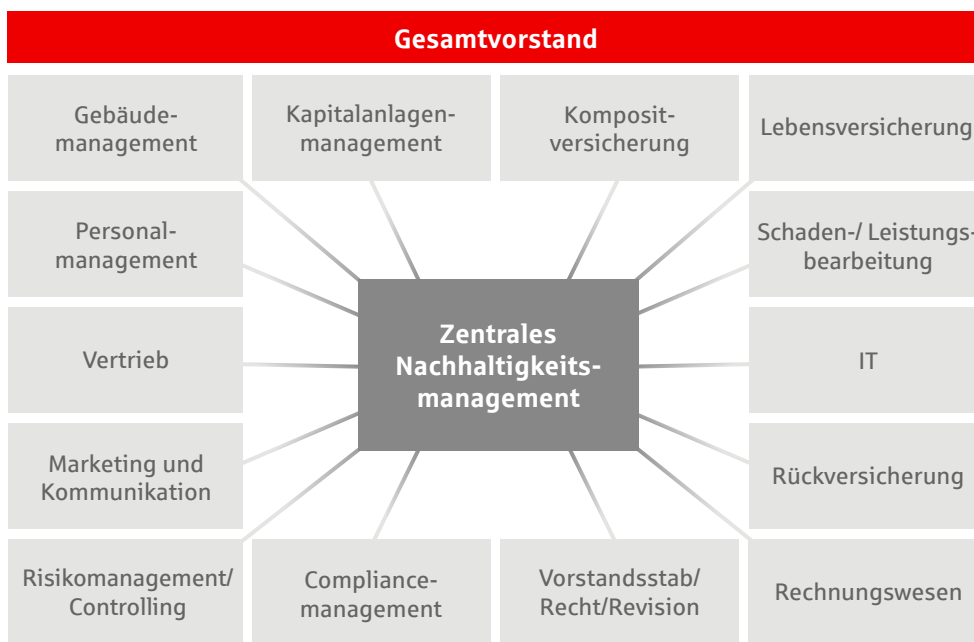 Gesamtvorstand
Gebäude-
management
Kapitalanlagen-
management
Komposit-
versicherung
Lebensversicherung
Personal-
management
Schaden-/ Leistungs-
bearbeitung
Vertrieb
Zentrales
Nachhaltigkeits-
management
IT
Marketing und
Kommunikation
Rückversicherung
Risikomanagement/
Controlling
Compliance-
management
Vorstandsstab/
Recht/Revision
Rechnungswesen